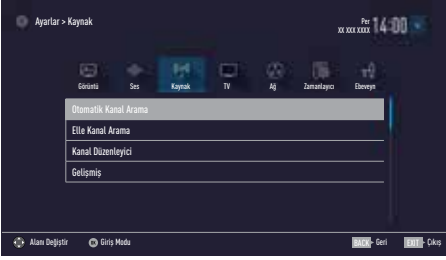 Ayarlar > Kaynak
Per
XX XXX XXXX
14:00
Görüntü Ses Kaynak TV Ağ Zamanlayıcı Ebeveyn
Otomatik Kanal Arama
Elle Kanal Arama
Kanal Düzenleyici
Gelişmiş
Alanı Değiştir OK Giriş Modu BACK - Geri EXIT - Çıkış